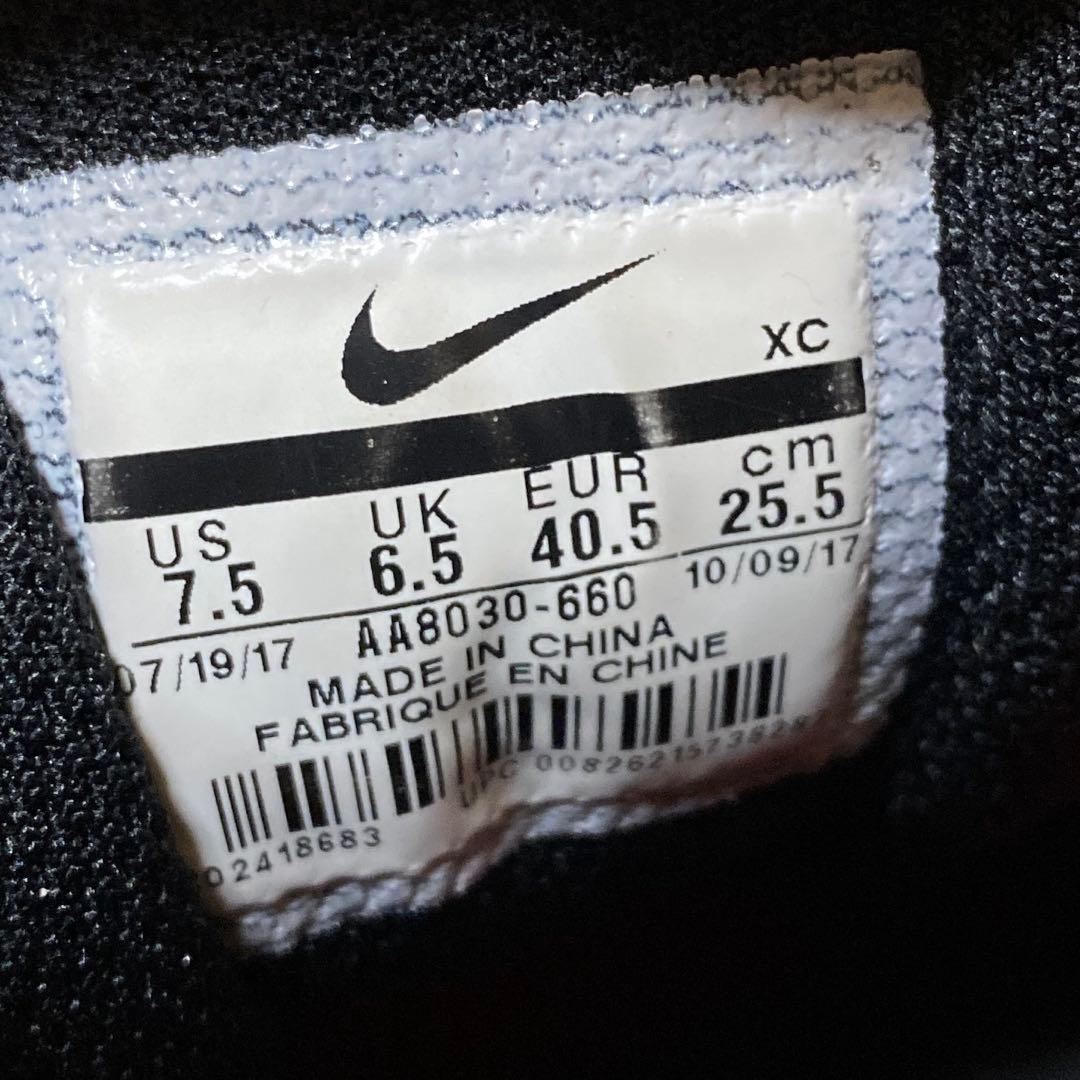 XC
US UK EUR cm
7.5 6.5 40.5 25.5
07/19/17 AA8030-660 10/09/17
MADE IN CHINA
FABRIQUE EN CHINE
UPC
02418683